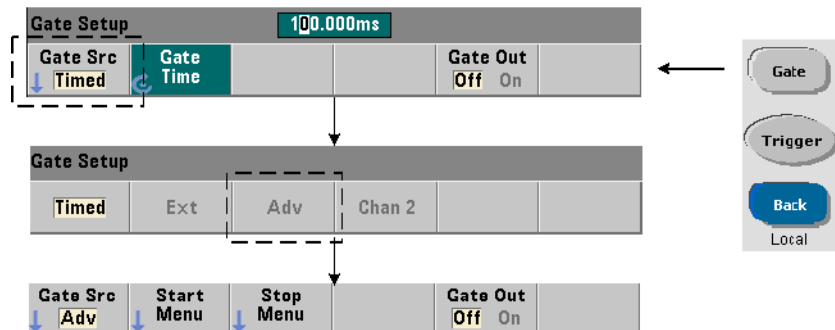 Gate Setup 100.000ms
Gate Src Gate Time Gate Out
Timed Off On
Gate
Trigger
Back
Local
Gate Setup
Timed Ext Adv Chan 2
Gate Src Start Menu Stop Menu Gate Out
Adv Off On